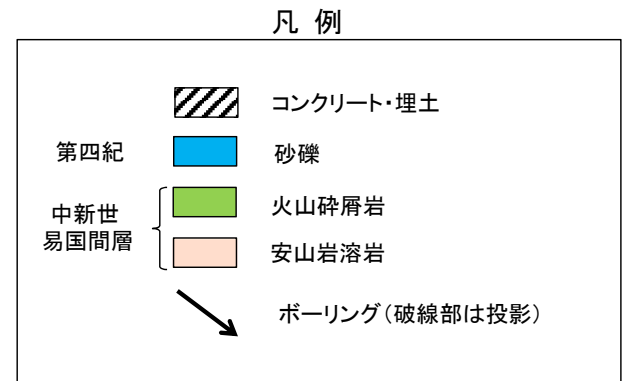 凡 例
コンクリート・埋土
第四紀 砂礫
中新世
易国間層
火山砕屑岩
安山岩溶岩
ボーリング（破線部は投影）